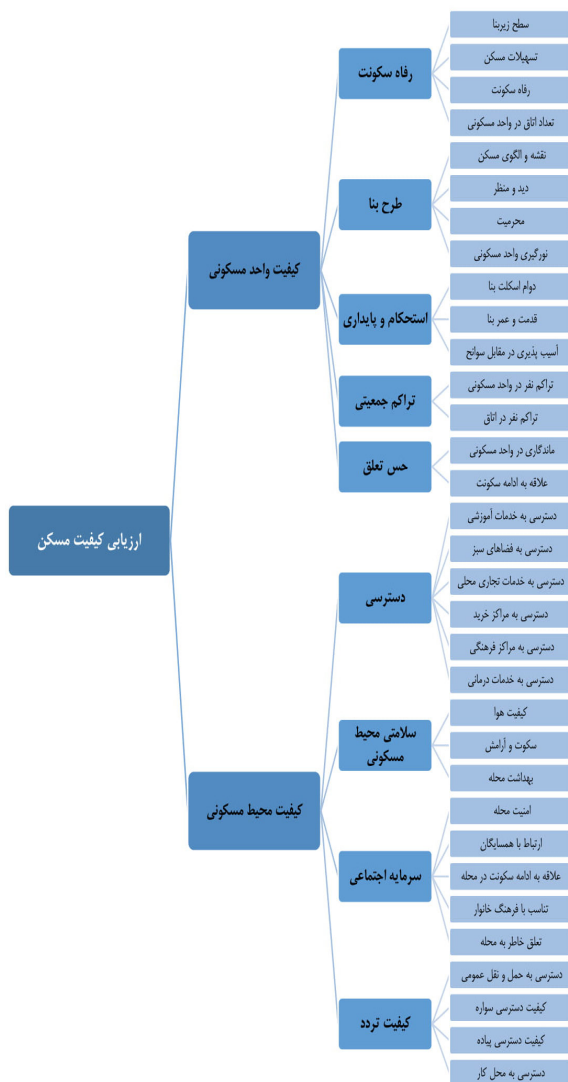 ارزیابی کیفیت مسکن
کیفیت واحد مسکونی
رفاه سکونت
سطح زیربنا
تسهیلات مسکن
رفاه سکونت
تعداد اتاق در واحد مسکونی
طرح بنا
نقشه و الگوی مسکن
دید و منظر
محرمیت
نورگیری واحد مسکونی
استحکام و پایداری
دوام اسکلت بنا
قدمت و عمر بنا
آسیب پذیری در مقابل سوانح
تراکم جمعیتی
تراکم نفر در واحد مسکونی
تراکم نفر در اتاق
حس تعلق
ماندگاری در واحد مسکونی
علاقه به ادامه سکونت
کیفیت محیط مسکونی
دسترسی
دسترسی به خدمات آموزشی
دسترسی به فضاهای سبز
دسترسی به خدمات تجاری محلی
دسترسی به مراکز خرید
دسترسی به مراکز فرهنگی
دسترسی به خدمات درمانی
سلامتی محیط
مسکونی
کیفیت هوا
سکوت و آرامش
بهداشت محله
سرمایه اجتماعی
امنیت محله
ارتباط با همسایگان
علاقه به ادامه سکونت در محله
تناسب با فرهنگ خانوار
تعلق خاطر به محله
کیفیت تردد
دسترسی به حمل و نقل عمومی
کیفیت دسترسی سواره
کیفیت دسترسی پیاده
دسترسی به محل کار